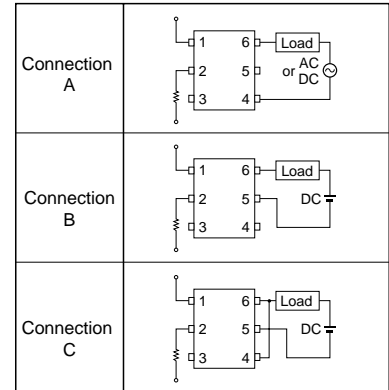 Connection
A
1 6 Load
2 5 or AC
DC
3 4
Connection
B
1 6 Load
2 5 DC
3 4
Connection
C
1 6 Load
2 5 DC
3 4